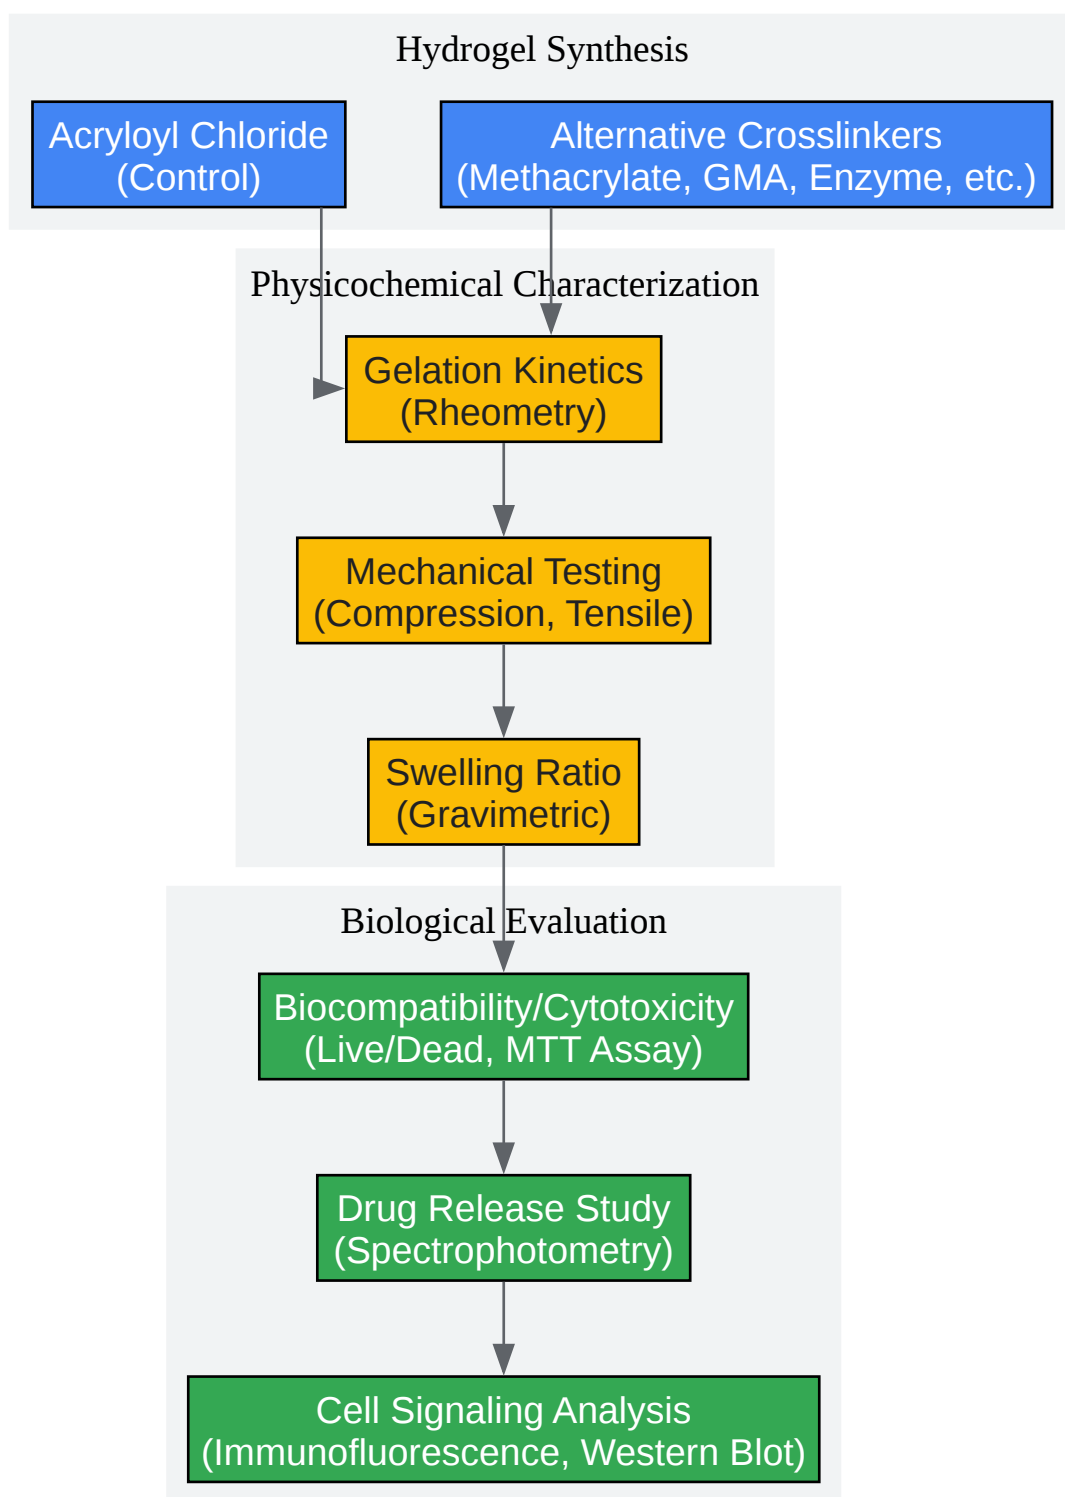 Hydrogel Synthesis
Acryloyl Chloride
(Control)
Alternative Crosslinkers
(Methacrylate, GMA, Enzyme, etc.)
Physicochemical Characterization
Gelation Kinetics
(Rheometry)
Mechanical Testing
(Compression, Tensile)
Swelling Ratio
(Gravimetric)
Biological Evaluation
Biocompatibility/Cytotoxicity
(Live/Dead, MTT Assay)
Drug Release Study
(Spectrophotometry)
Cell Signaling Analysis
(Immunofluorescence, Western Blot)